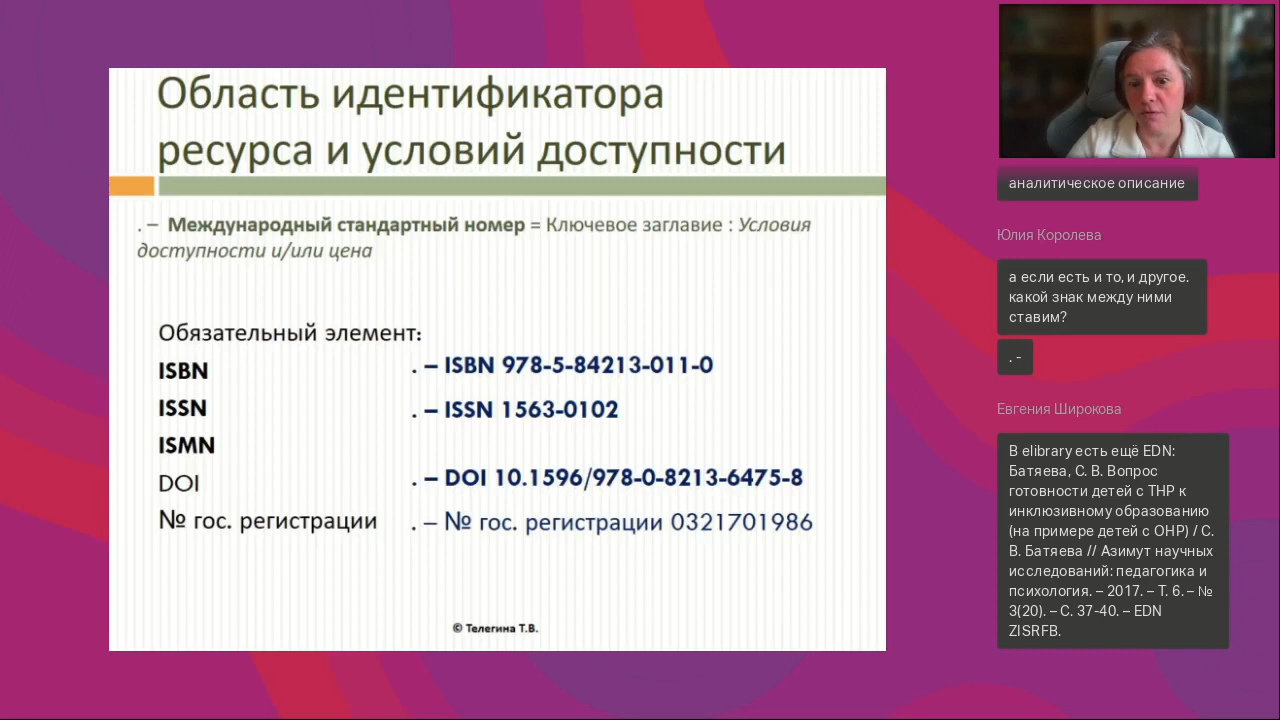 Область идентификатора
ресурса и условий доступности
. – Международный стандартный номер = Ключевое заглавие : Условия
доступности и/или цена
Обязательный элемент:
ISBN
. – ISBN 978-5-84213-011-0
ISSN
. – ISSN 1563-0102
ISMN
DOI
. – DOI 10.1596/978-0-8213-6475-8
№ гос. регистрации
. – № гос. регистрации 0321701986
© Телегина Т.В.
аналитическое описание
Юлия Королева
а если есть и то, и другое.
какой знак между ними
ставим?
. -
Евгения Широкова
В elibrary есть ещё EDN:
Батяева, С. В. Вопрос
готовности детей с ТНР к
инклюзивному образованию
(на примере детей с ОНР) / С.
В. Батяева // Азимут научных
исследований: педагогика и
психология. – 2017. – Т. 6. – №
3(20). – С. 37-40. – EDN
ZISRFB.